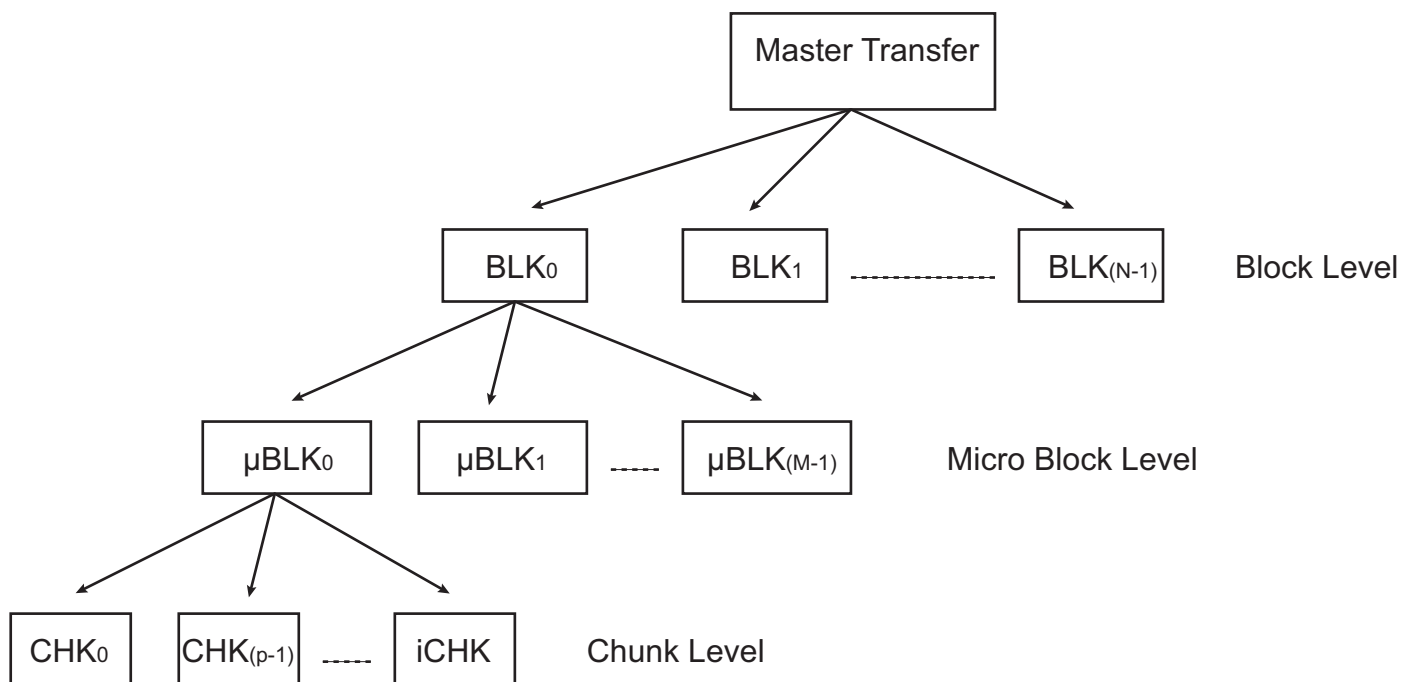 Master Transfer
BLK0 BLK1 BLK(N-1) Block Level
µBLK0 µBLK1 µBLK(M-1) Micro Block Level
CHK0 CHK(p-1) iCHK Chunk Level